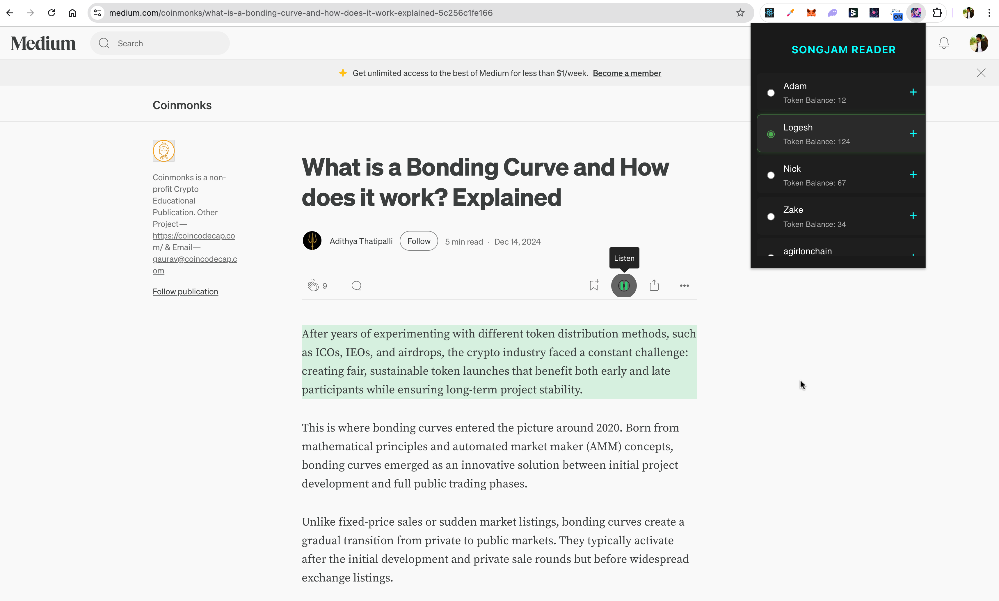 medium.com/coinmonks/what-is-a-bonding-curve-and-how-does-it-work-explained-5c256c1fe166
ON
Medium
Search
Get unlimited access to the best of Medium for less than $1/week. Become a member
Coinmonks
Coinmonks is a non-
profit Crypto
Educational
Publication. Other
Project—
https://coincodecap.co
m/ & Email—
gaurav@coincodecap.c
om
Follow publication
What is a Bonding Curve and How
does it work? Explained
Adithya Thatipalli
Follow
5 min read · Dec 14, 2024
Listen
9
After years of experimenting with different token distribution methods, such
as ICOs, IEOs, and airdrops, the crypto industry faced a constant challenge:
creating fair, sustainable token launches that benefit both early and late
participants while ensuring long-term project stability.
This is where bonding curves entered the picture around 2020. Born from
mathematical principles and automated market maker (AMM) concepts,
bonding curves emerged as an innovative solution between initial project
development and full public trading phases.
Unlike fixed-price sales or sudden market listings, bonding curves create a
gradual transition from private to public markets. They typically activate
after the initial development and private sale rounds but before widespread
exchange listings.
SONGJAM READER
Adam
Token Balance: 12
Logesh
Token Balance: 124
Nick
Token Balance: 67
Zake
Token Balance: 34
agirlonchain